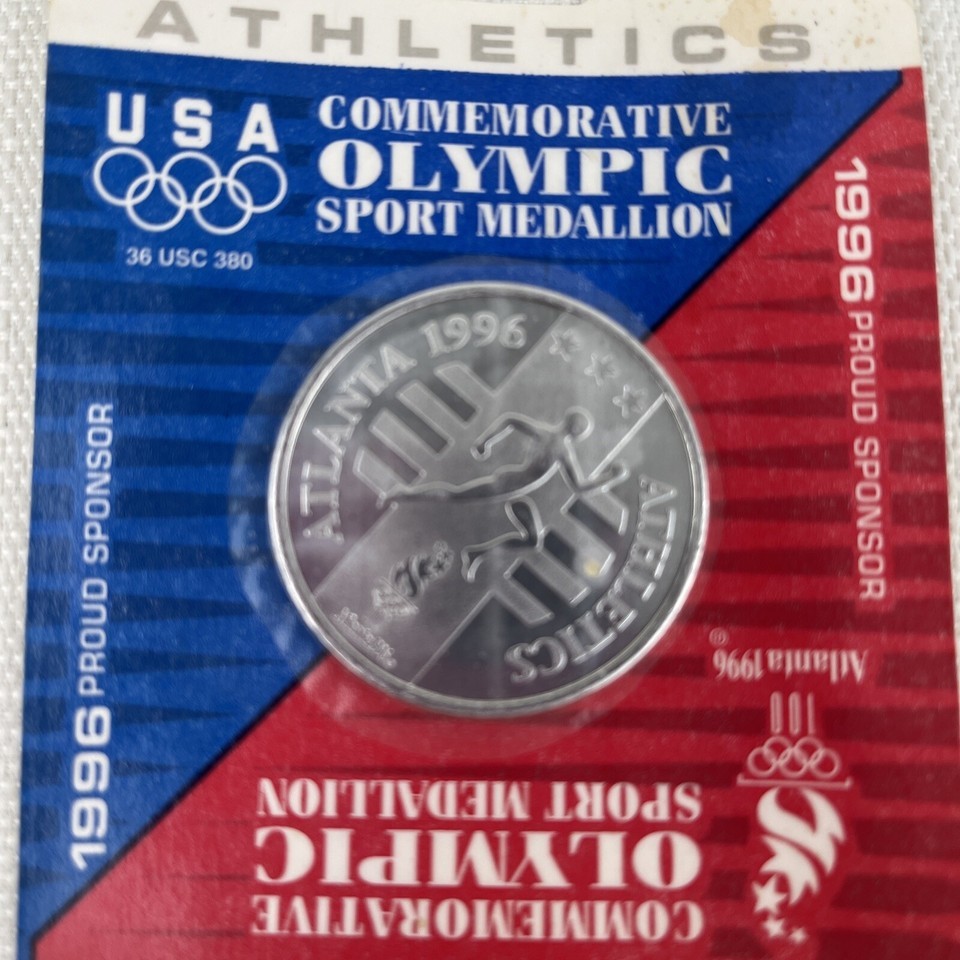 ATHLETICS
USA
36 USC 380
COMMEMORATIVE
OLYMPIC
SPORT MEDALLION
1996 PROUD SPONSOR
1996 PROUD SPONSOR
ATLANTA 1996
ATHLETICS
Atlanta 1996
©
100
COMMEMORATIVE
OLYMPIC
SPORT MEDALLION